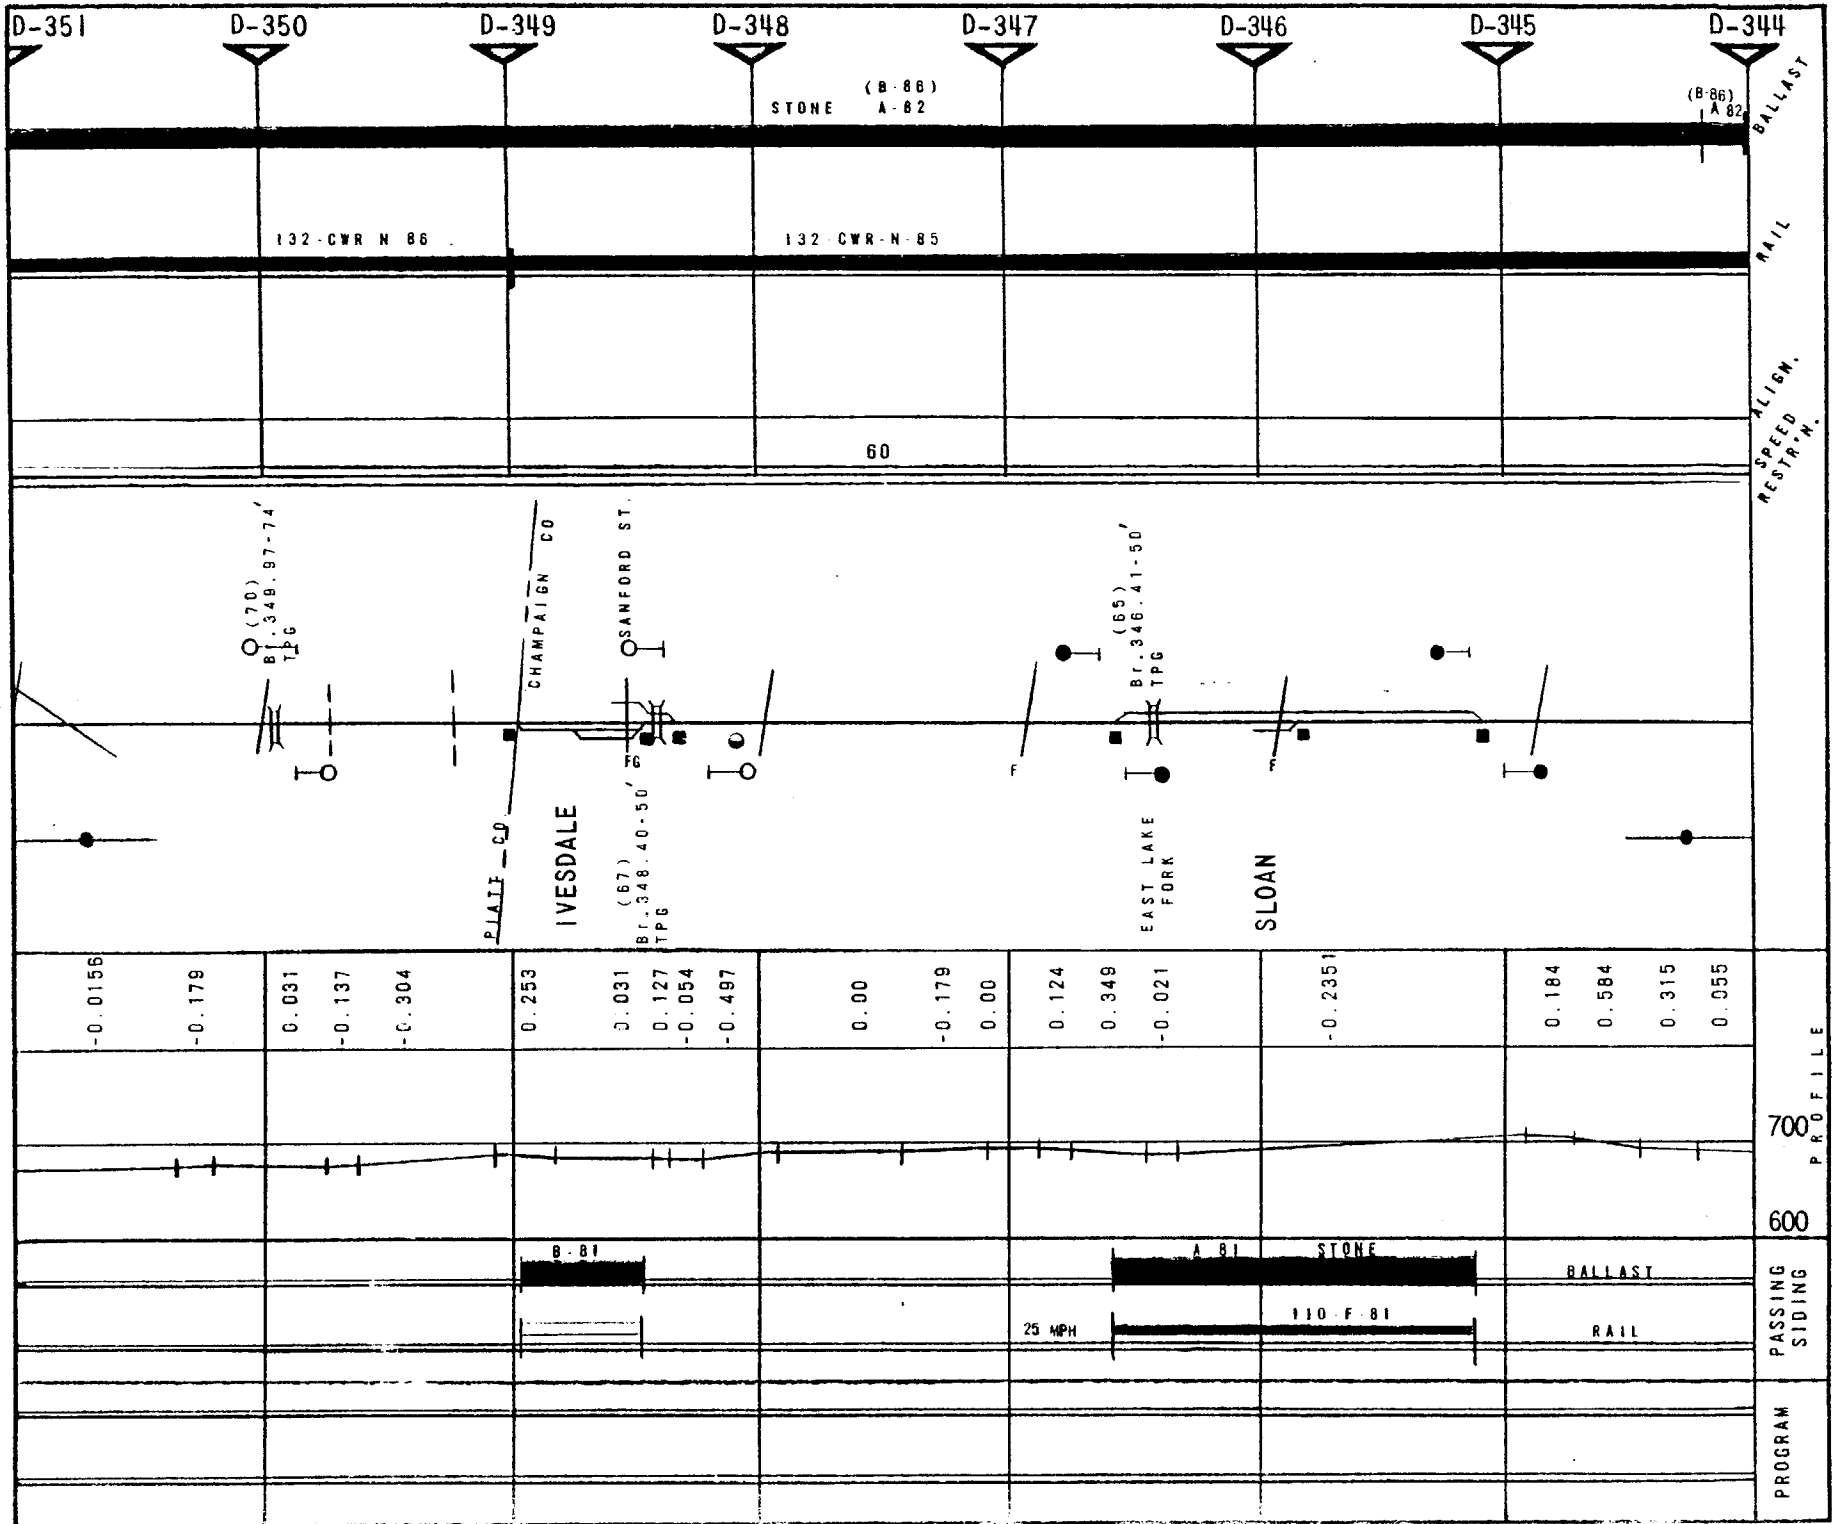 D-351 D-350 D-349 D-348 D-347 D-346 D-345 D-344
(B-86)
STONE A-82
(B-86)
A 82
BALLAST
132-CWR N 86
132-CWR-N-85
RAIL
ALIGN.
60
SPEED
RESTR'N.
(70)
Br.349.97-74'
TPG
CHAMPAIGN CO
SANFORD ST.
(65)
Br.346.41-50'
TPG
FG
F
F
PIATT CO
IVESDALE
(67)
Br.348.40-50'
TPG
EAST LAKE
FORK
SLOAN
-0.0156
-0.179
0.031
-0.137
-0.304
0.253
0.031
0.127
-0.054
-0.497
0.00
-0.179
0.00
0.124
0.349
-0.021
-0.2351
0.184
0.584
0.315
0.055
PROFILE
700
600
B-81
A 81 STONE
BALLAST
25 MPH
110-F-81
RAIL
PASSING
SIDING
PROGRAM